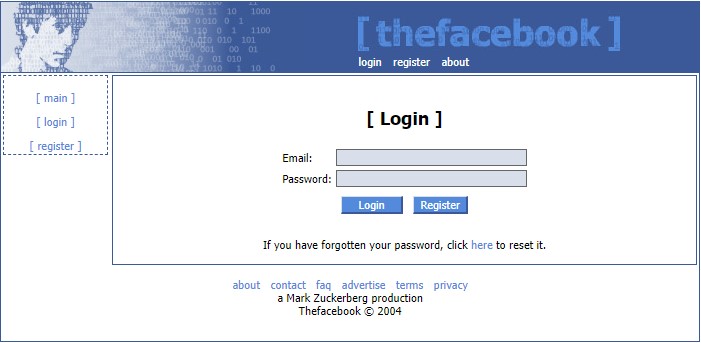 [ thefacebook ]
login register about
[ main ]
[ login ]
[ register ]
[ Login ]
Email:
Password:
Login Register
If you have forgotten your password, click here to reset it.
about contact faq advertise terms privacy
a Mark Zuckerberg production
Thefacebook © 2004